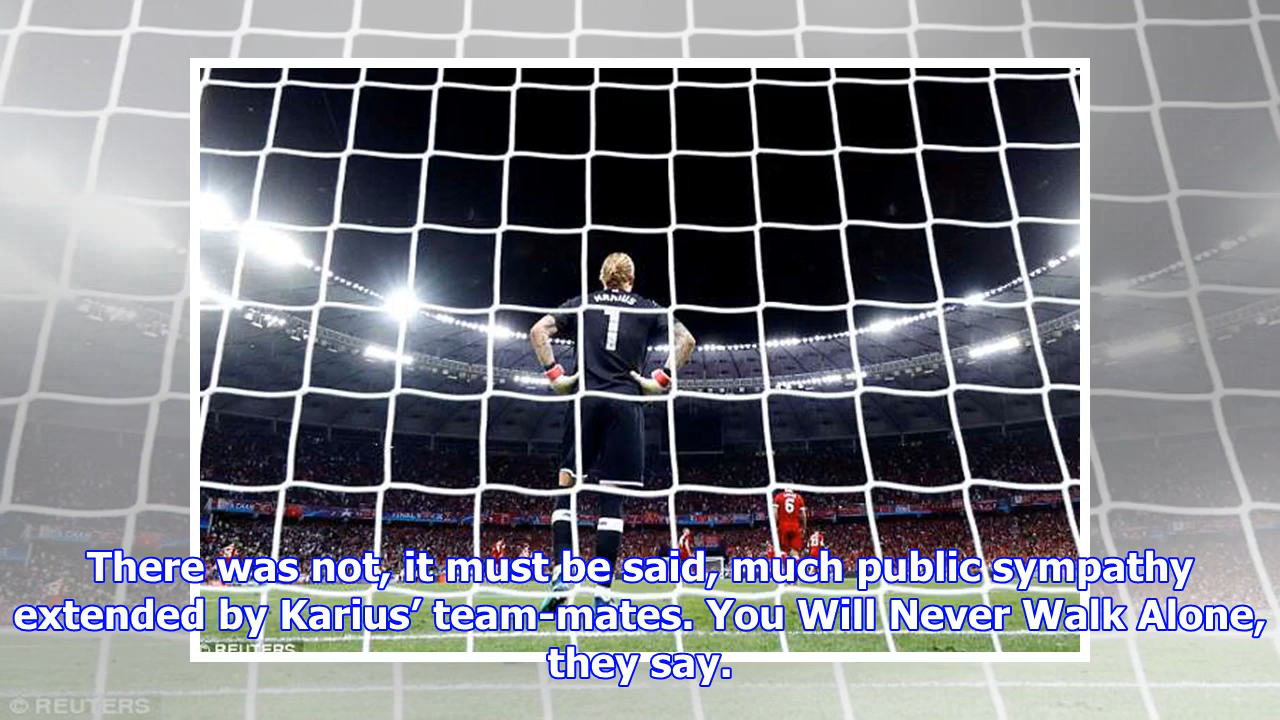 KARIUS
1
6
There was not, it must be said, much public sympathy
extended by Karius’ team-mates. You Will Never Walk Alone,
they say.
© REUTERS
© REUTERS